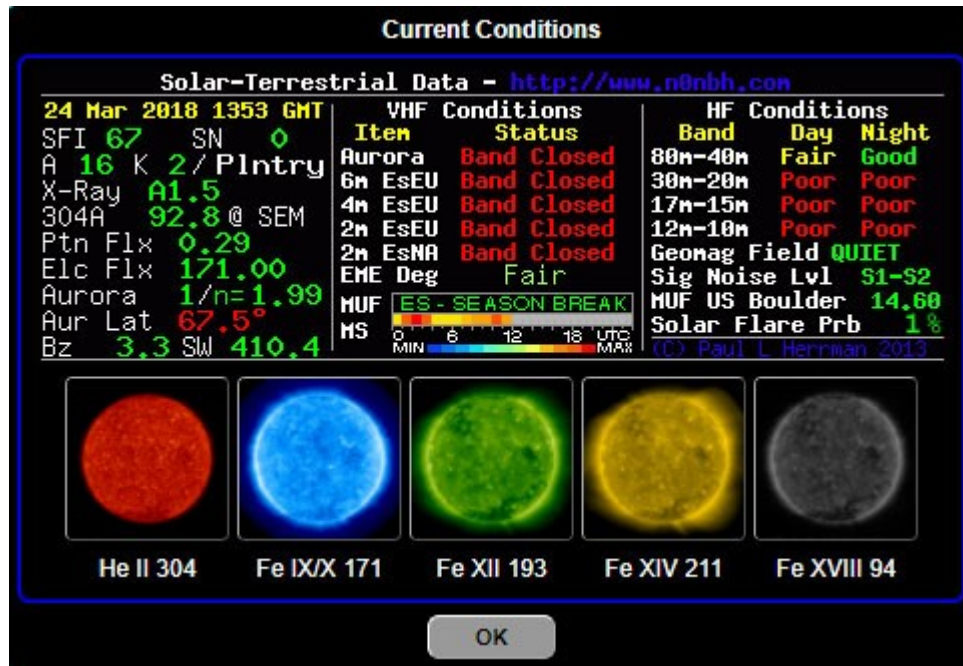 Current Conditions
Solar-Terrestrial Data - http://www.n0nbh.com
24 Mar 2018 1353 GMT
SFI 67 SN 0
A 16 K 2/Plntry
X-Ray A1.5
304A 92.8 @ SEM
Ptn Flx 0.29
Elc Flx 171.00
Aurora 1/n=1.99
Aur Lat 67.5°
Bz 3.3 SW 410.4
VHF Conditions
Item Status
Aurora Band Closed
6m EsEU Band Closed
4m EsEU Band Closed
2m EsEU Band Closed
2m EsNA Band Closed
EME Deg Fair
MUF ES - SEASON BREAK
MS 0 6 12 18 UTC
MIN MAX
HF Conditions
Band Day Night
80m-40m Fair Good
30m-20m Poor Poor
17m-15m Poor Poor
12m-10m Poor Poor
Geomag Field QUIET
Sig Noise Lvl S1-S2
MUF US Boulder 14.60
Solar Flare Prb 1%
(C) Paul L Herrman 2013
He II 304 Fe IX/X 171 Fe XII 193 Fe XIV 211 Fe XVIII 94
OK